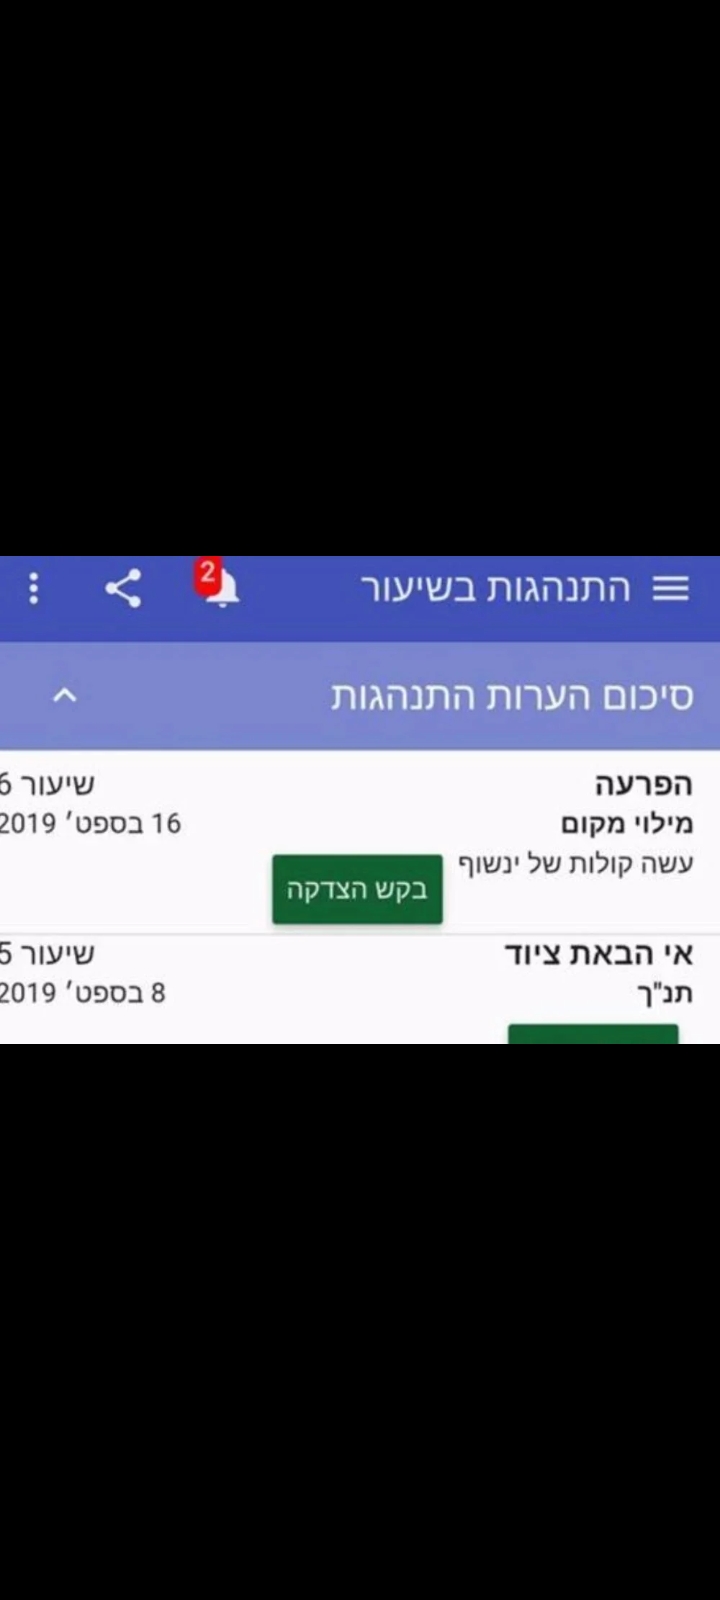 התנהגות בשיעור
2
סיכום הערות התנהגות
הפרעה
שיעור 6
מילוי מקום
16 בספט׳ 2019
עשה קולות של ינשוף
בקש הצדקה
אי הבאת ציוד
שיעור 5
תנ"ך
8 בספט׳ 2019